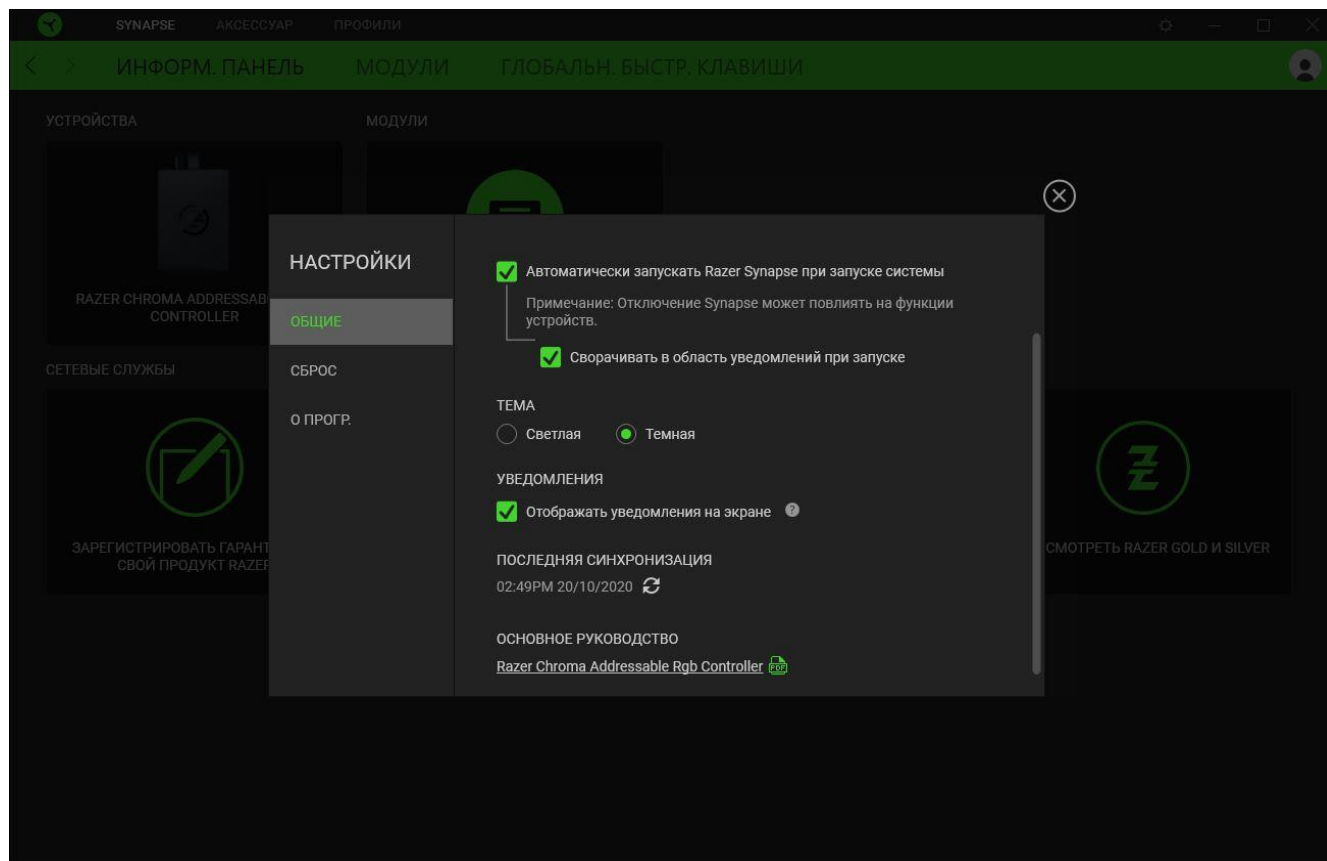 SYNAPSE АКСЕССУАР ПРОФИЛИ
ИНФОРМ. ПАНЕЛЬ МОДУЛИ ГЛОБАЛЬН. БЫСТР. КЛАВИШИ
УСТРОЙСТВА МОДУЛИ
RAZER CHROMA
CONTROLLER
СЕТЕВЫЕ СЛУЖБЫ
ЗАРЕГИСТРИРОВАТЬ
СВОЙ ПРОДУКТ
СМОТРЕТЬ RAZER GOLD И SILVER
НАСТРОЙКИ
ОБЩИЕ
СБРОС
О ПРОГР.
Автоматически запускать Razer Synapse при запуске системы
Примечание: Отключение Synapse может повлиять на функции
устройств.
Сворачивать в область уведомлений при запуске
ТЕМА
Светлая Темная
УВЕДОМЛЕНИЯ
Отображать уведомления на экране
ПОСЛЕДНЯЯ СИНХРОНИЗАЦИЯ
02:49PM 20/10/2020
ОСНОВНОЕ РУКОВОДСТВО
Razer Chroma Addressable Rgb Controller PDF